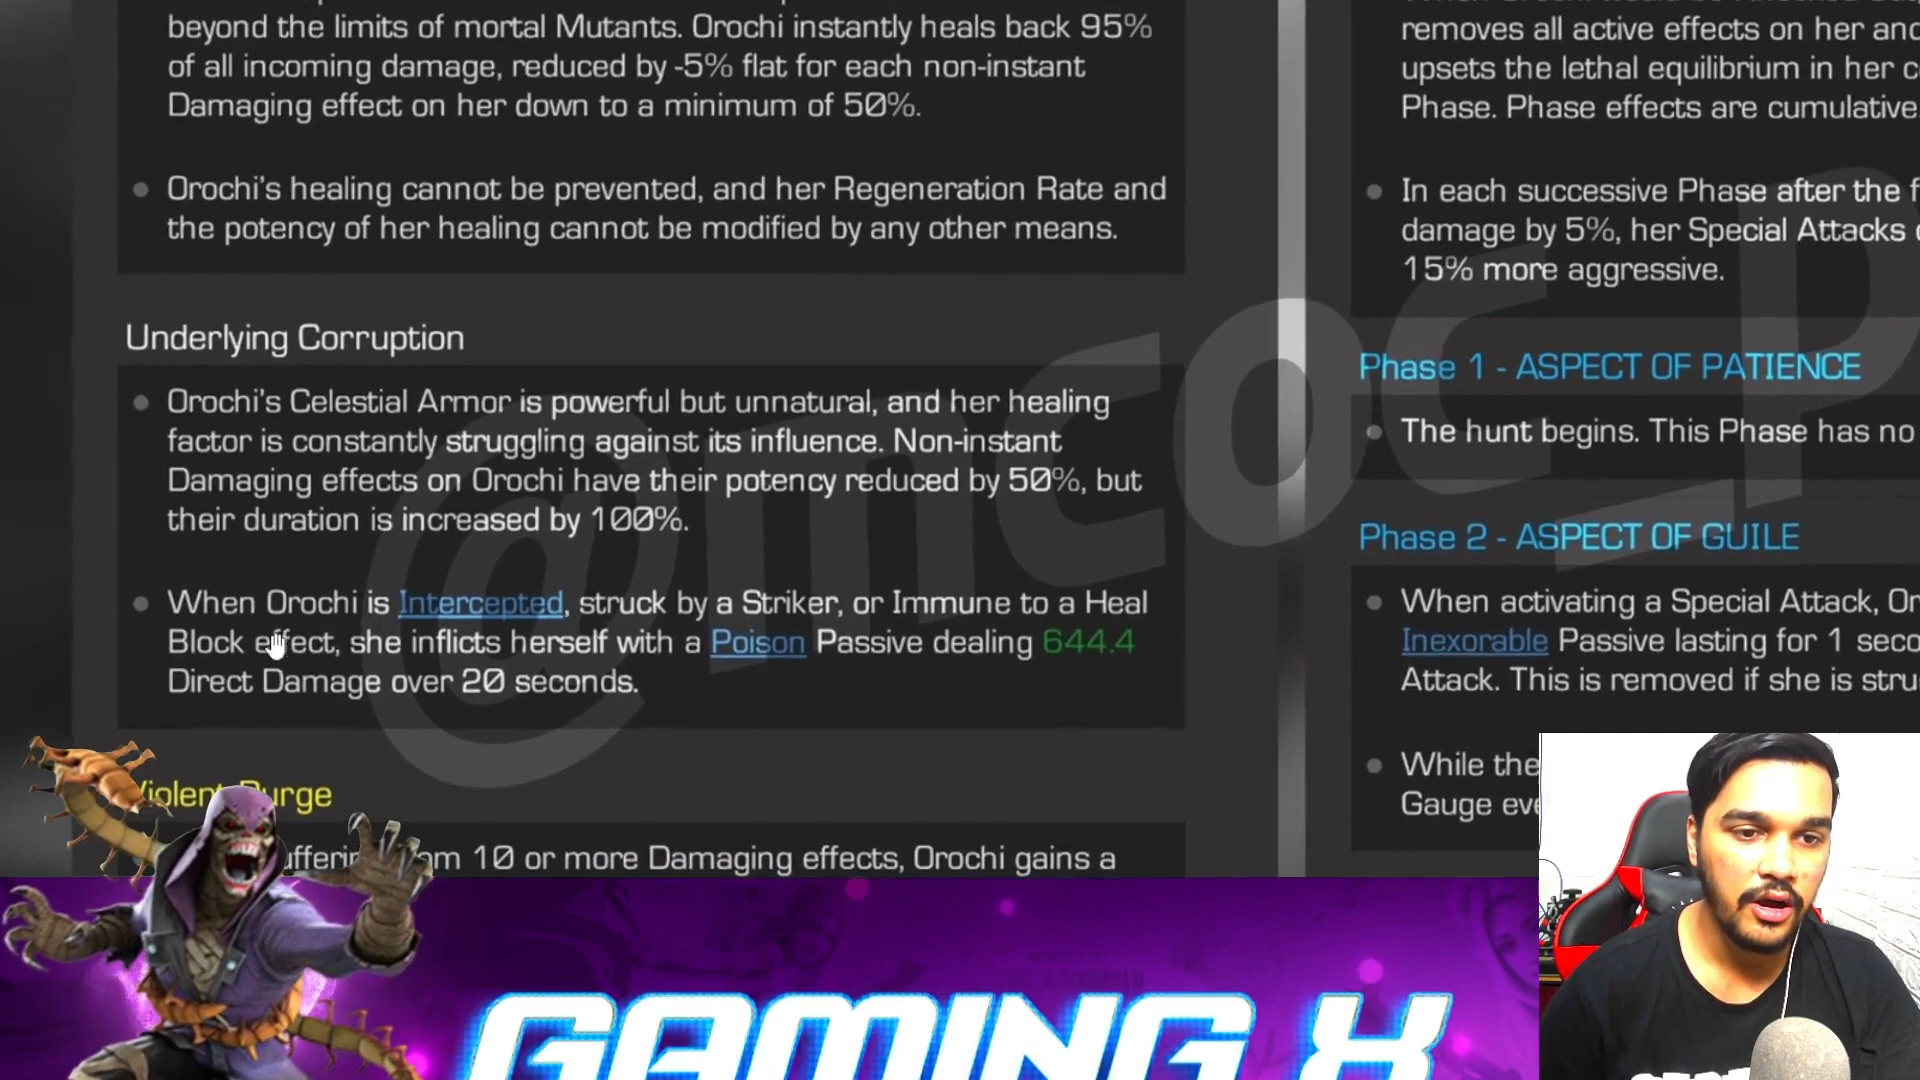 beyond the limits of mortal Mutants. Orochi instantly heals back 95%
of all incoming damage, reduced by -5% flat for each non-instant
Damaging effect on her down to a minimum of 50%.
Orochi's healing cannot be prevented, and her Regeneration Rate and
the potency of her healing cannot be modified by any other means.
Underlying Corruption
Orochi's Celestial Armor is powerful but unnatural, and her healing
factor is constantly struggling against its influence. Non-instant
Damaging effects on Orochi have their potency reduced by 50%, but
their duration is increased by 100%.
When Orochi is Intercepted, struck by a Striker, or Immune to a Heal
Block effect, she inflicts herself with a Poison Passive dealing 644.4
Direct Damage over 20 seconds.
Violent Purge
10 or more Damaging effects, Orochi gains a
removes all active effects on her and
upsets the lethal equilibrium in her
Phase. Phase effects are cumulative.
In each successive Phase after the
damage by 5%, her Special Attacks
15% more aggressive.
Phase 1 - ASPECT OF PATIENCE
The hunt begins. This Phase has no
Phase 2 - ASPECT OF GUILE
When activating a Special Attack,
Inexorable Passive lasting for 1
Attack. This is removed if she is
While the
Gauge
@mcoc_P
GAMING X